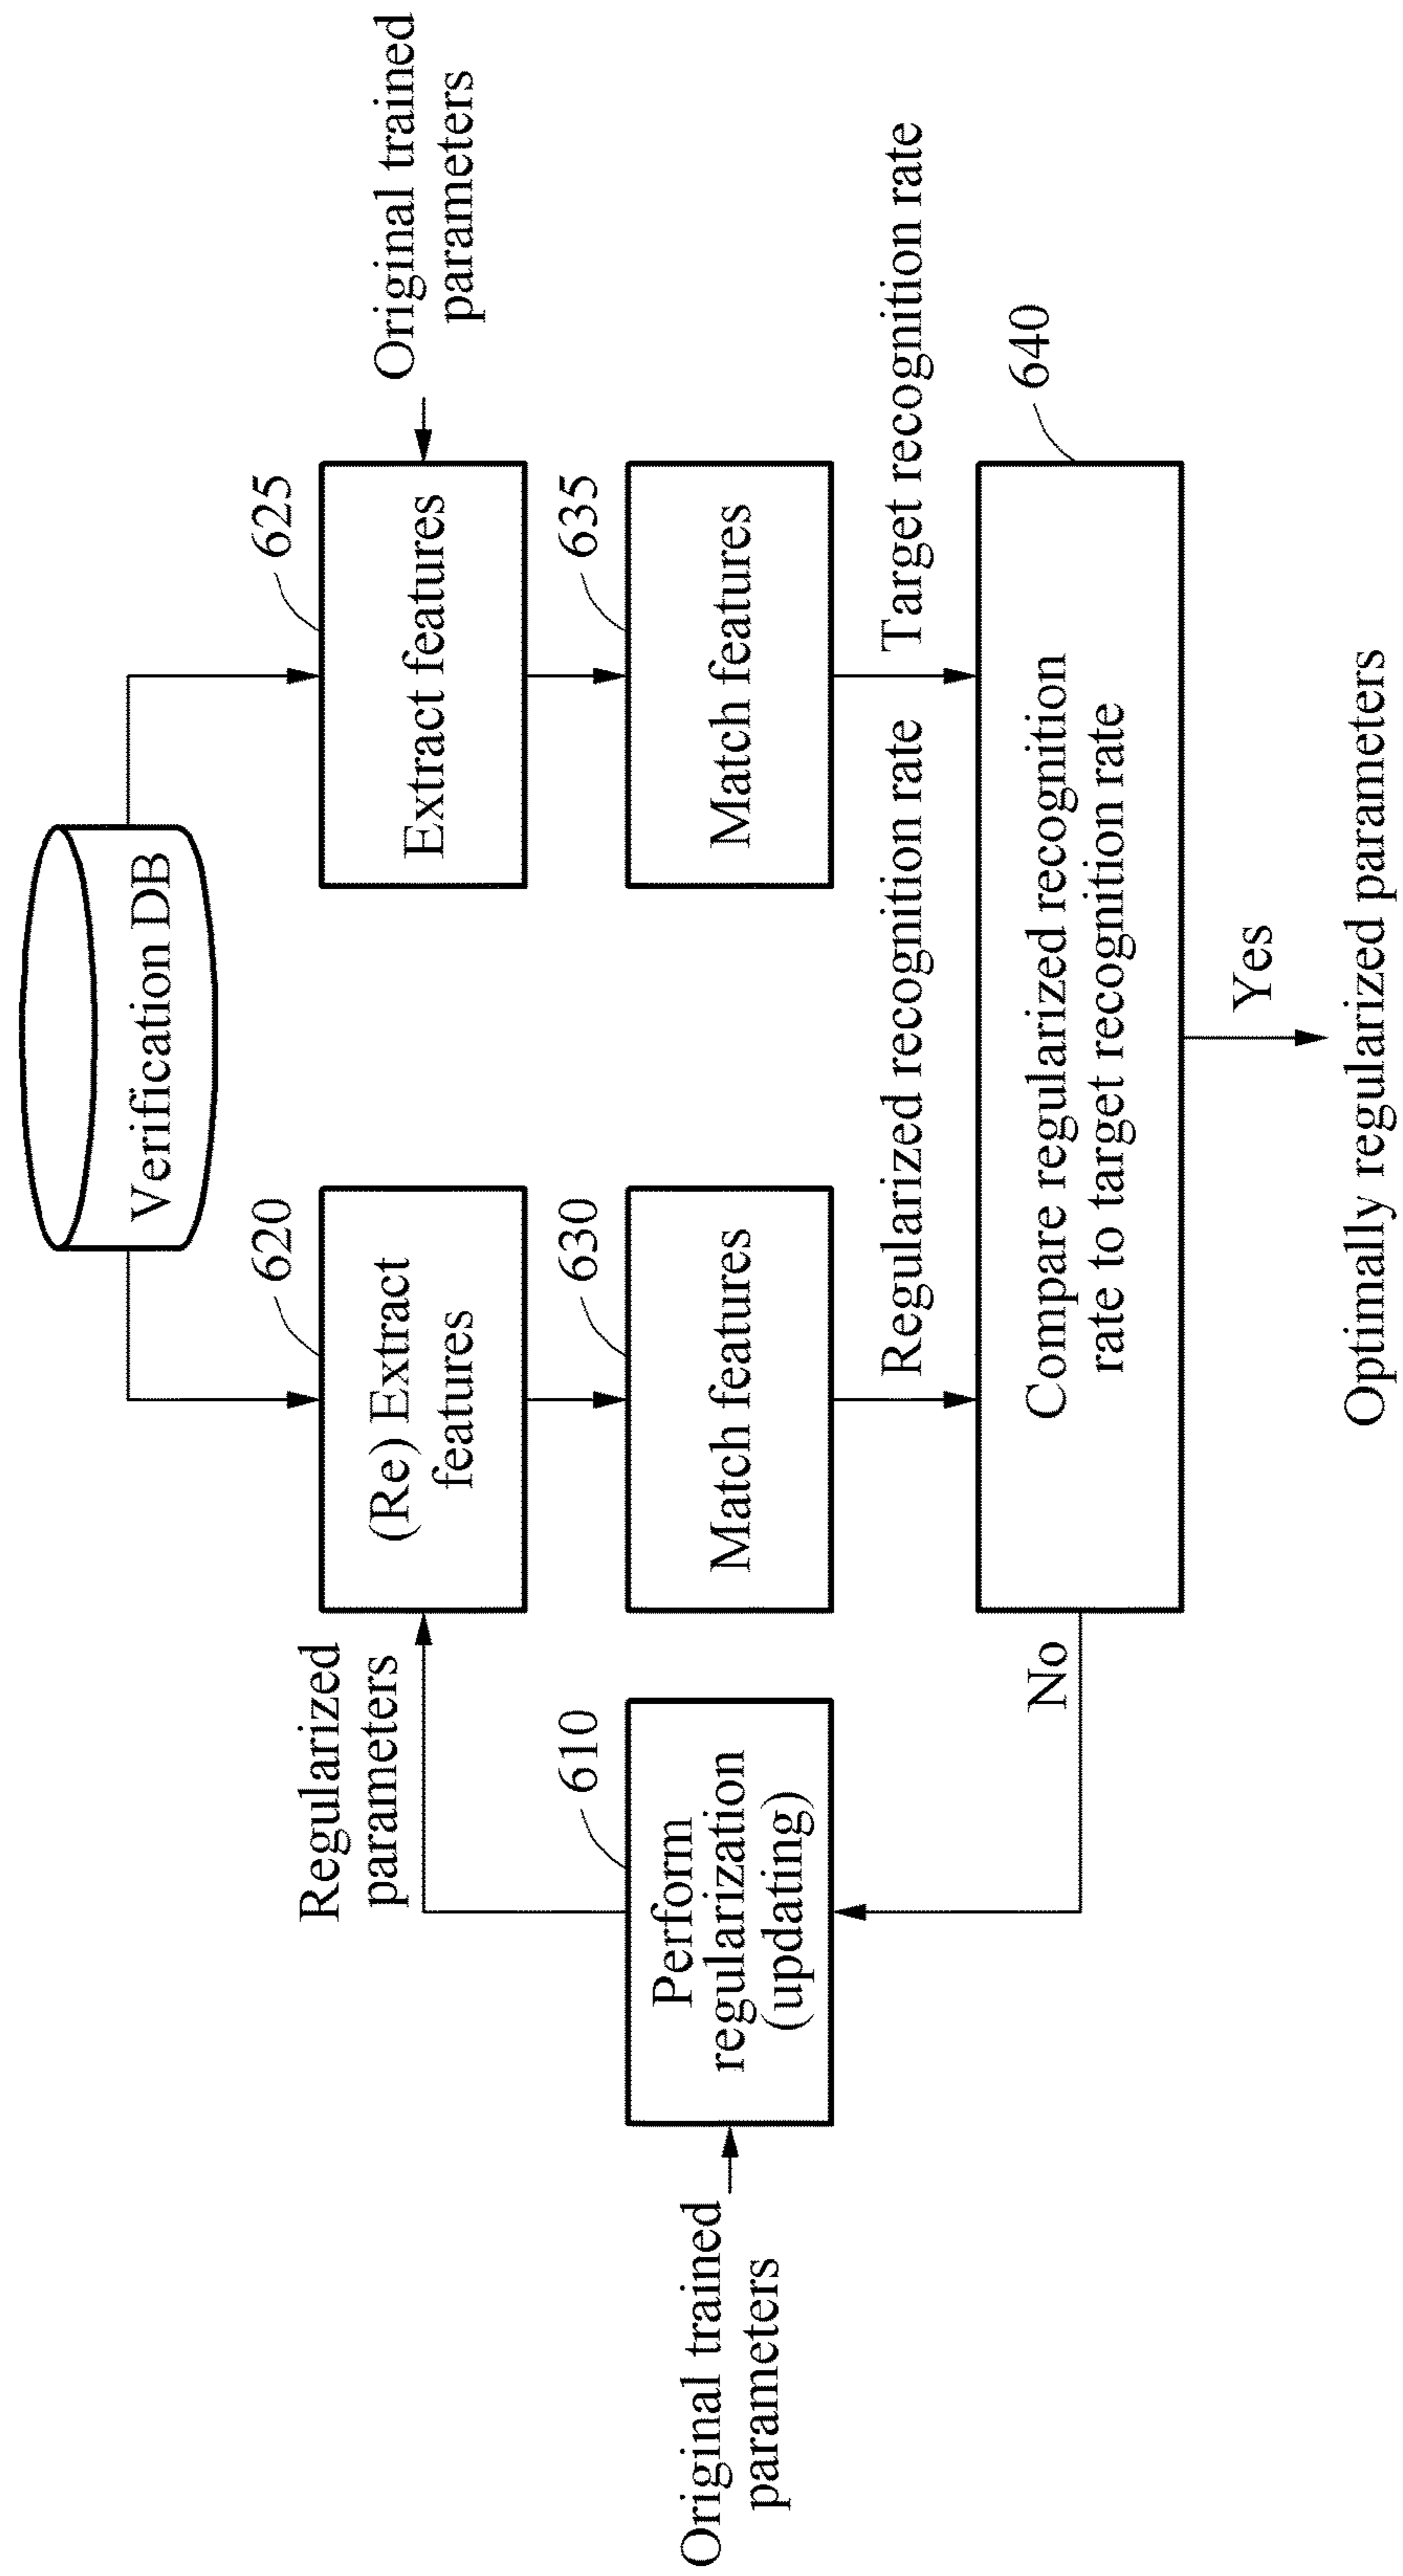 Verification DB
620
625
Regularized
parameters
(Re) Extract
features
Extract features
Original trained
parameters
610
630
635
Original trained
parameters
Perform
regularization
(updating)
Match features
Match features
Regularized recognition rate
Target recognition rate
640
No
Compare regularized recognition
rate to target recognition rate
Yes
Optimally regularized parameters